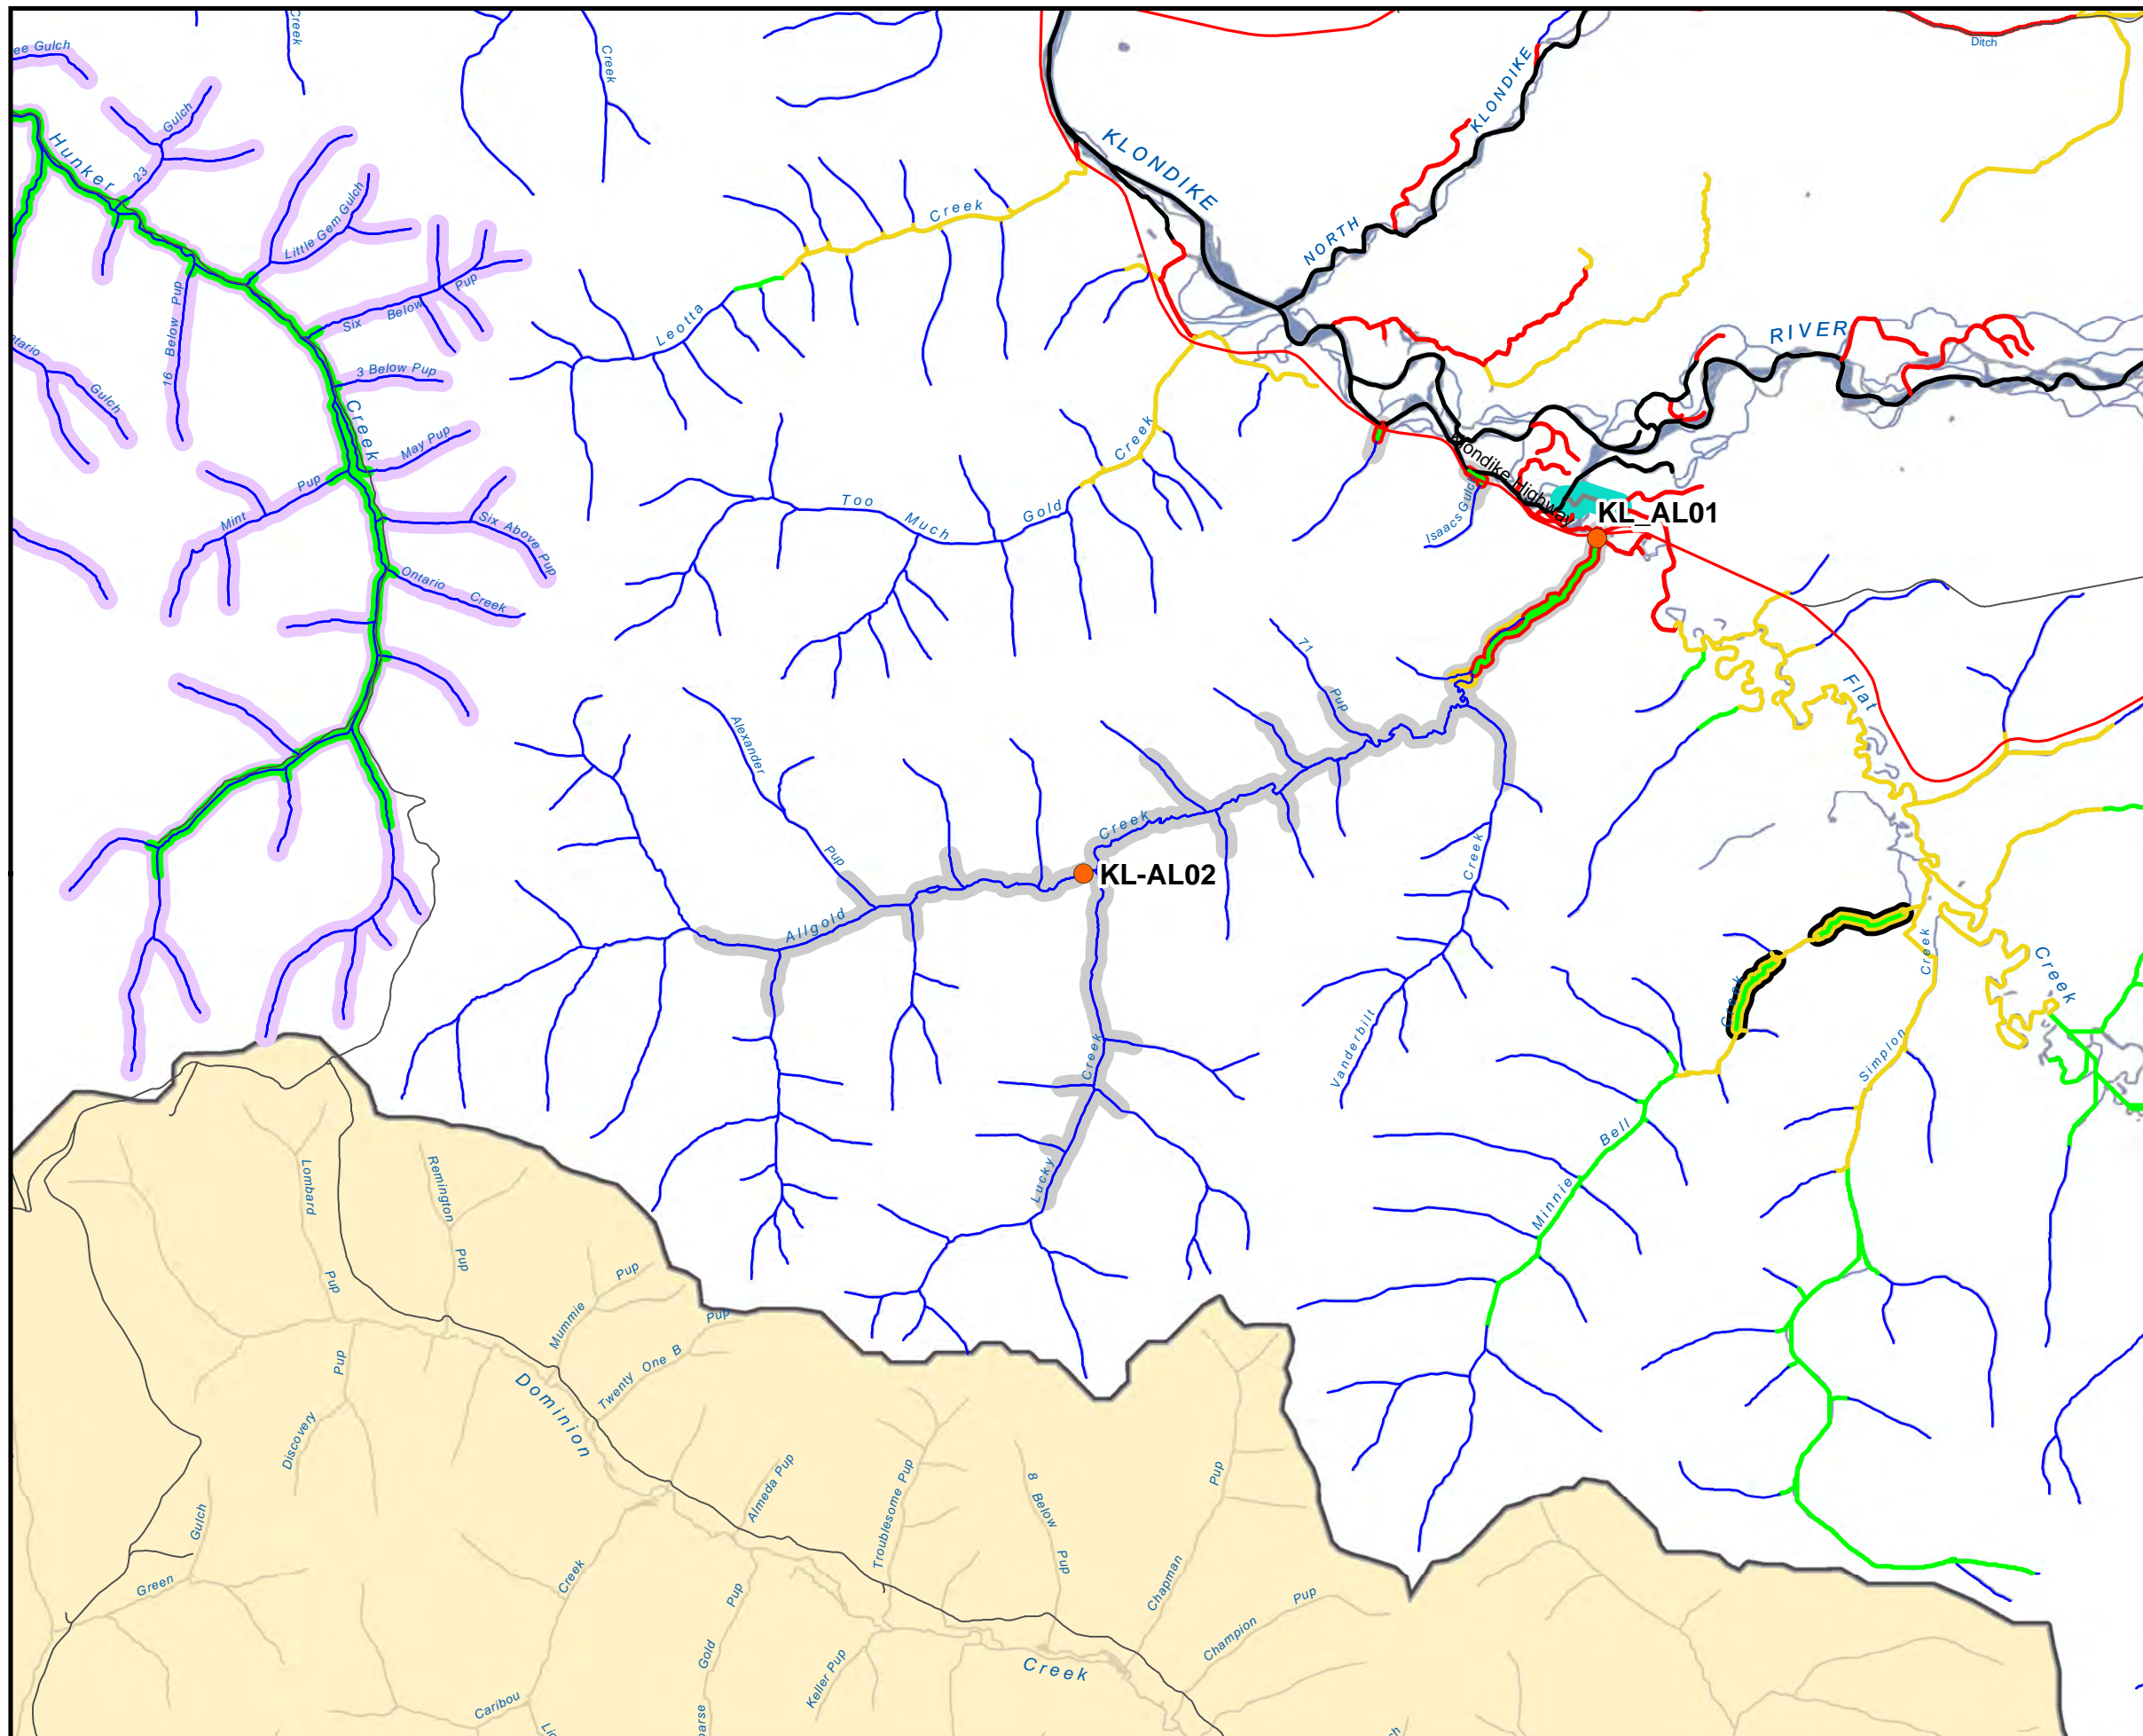 ee Gulch
Creek
Creek
Ditch
Hunker
Creek
23
Gulch
Little Gem Gulch
16 Below Pup
Six Below Pup
3 Below Pup
May Pup
Mint Pup
Six Above Pup
Ontario Creek
ntario
Gulch
KLONDIKE
RIVER
NORTH
KLONDIKE
Leotta
Creek
Too Much Gold Creek
Klondike Highway
Isaacs Gulch
KL_AL01
71 Pup
Flat
Creek
Alexander Pup
Allgold
Creek
KL-AL02
Lucky Creek
Vanderbilt
Creek
Minnie Bell
Simplon
Creek
Lombard
Pup
Remington
Pup
Mummie
Pup
Twenty One B
Pup
Discovery
Pup
Dominion
Creek
Almeda Pup
Troublesome Pup
8 Below
Pup
Chapman
Pup
Champion
Pup
Green
Gulch
Creek
Caribou
Gold
Pup
Keller Pup